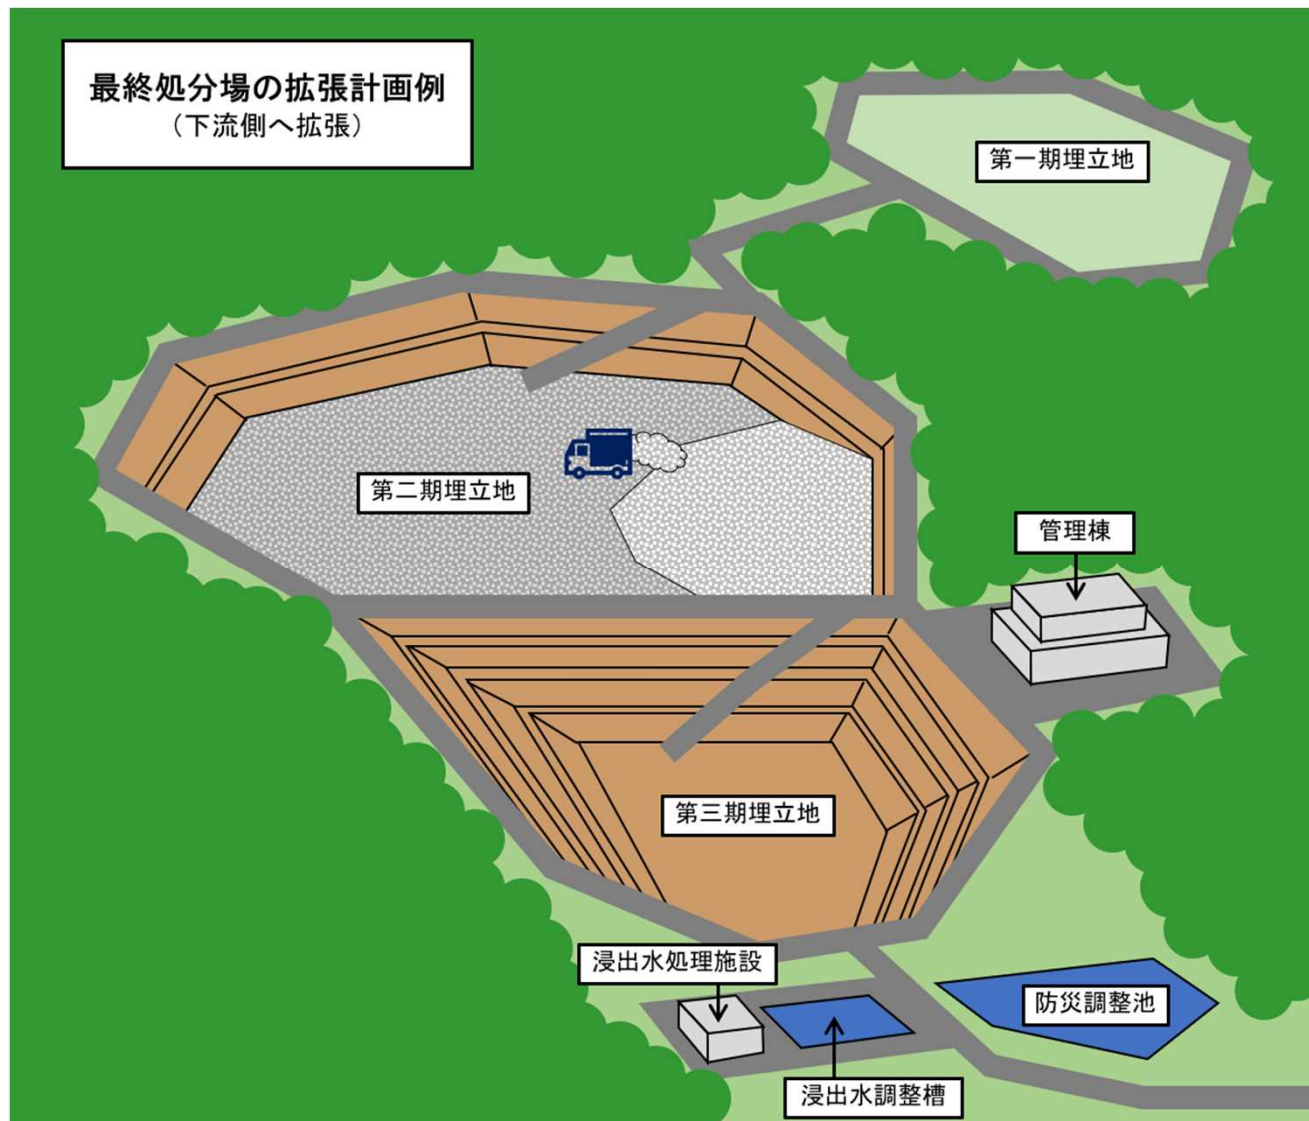 最終処分場の拡張計画例
(下流側へ拡張)
第一期埋立地
第二期埋立地
管理棟
第三期埋立地
浸出水処理施設
防災調整池
浸出水調整槽